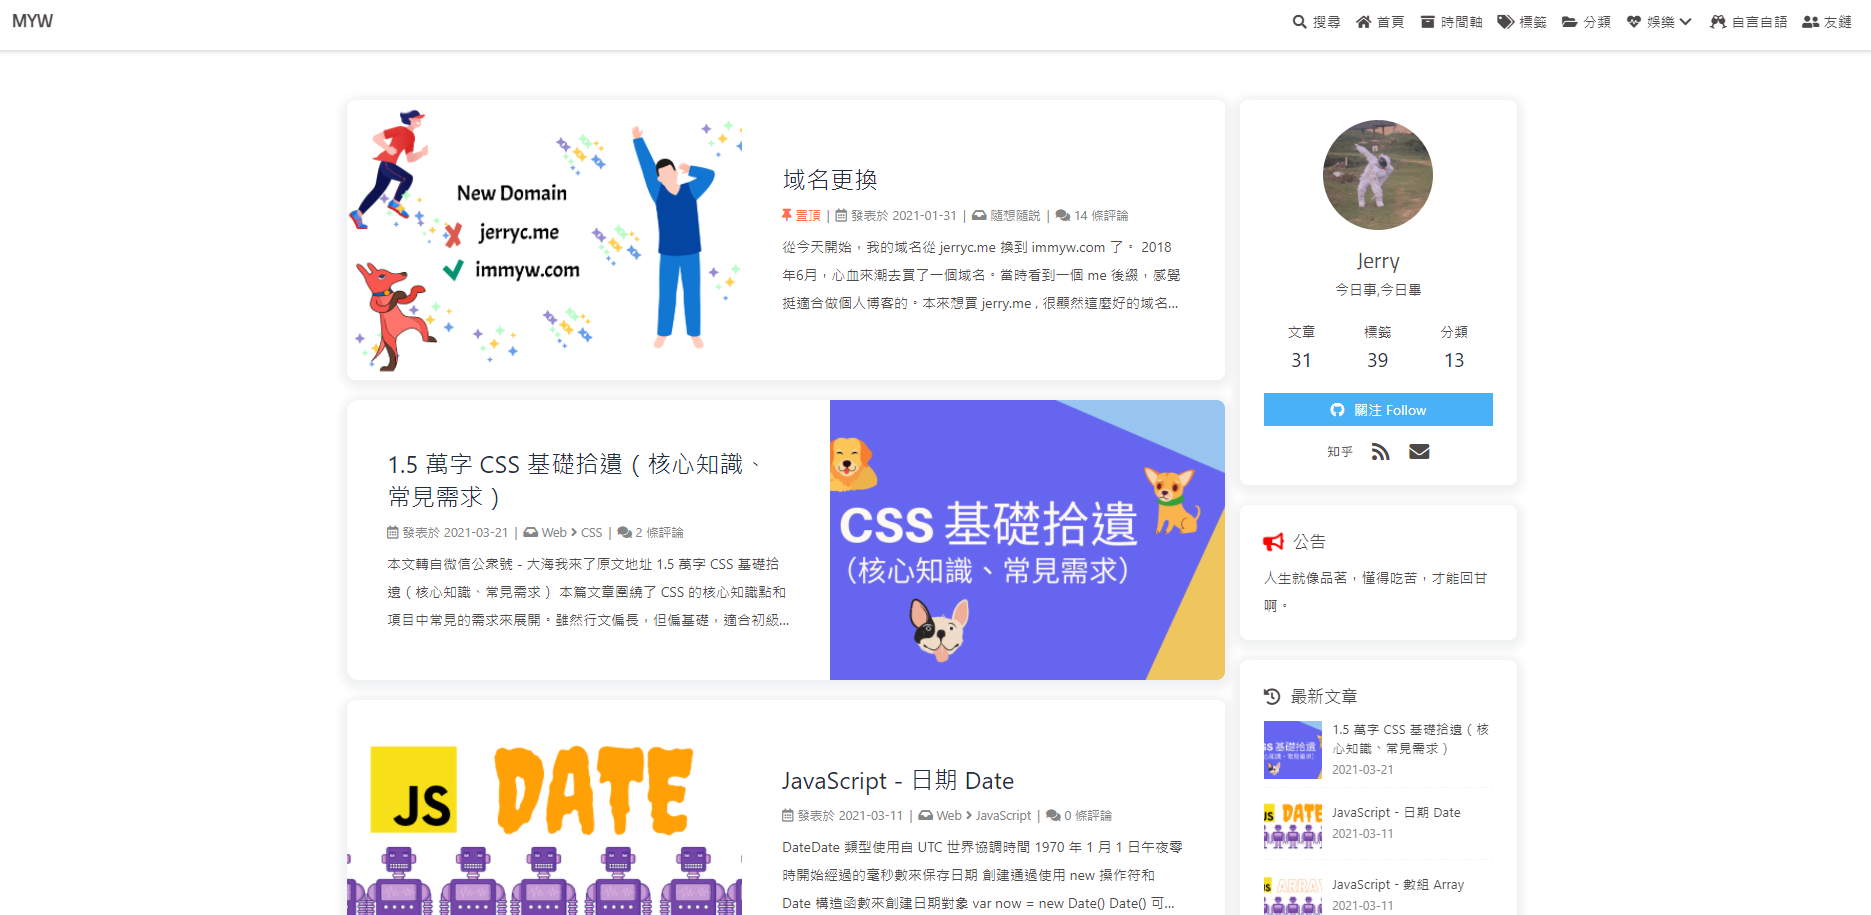 MYW
搜尋 首頁 時間軸 標籤 分類 娛樂 自言自語 友鏈
New Domain
jerryc.me
immyw.com
域名更換
置頂 | 發表於 2021-01-31 | 隨想隨說 | 14 條評論
從今天開始，我的域名從 jerryc.me 換到 immyw.com 了。 2018
年6月，心血來潮去買了一個域名。當時看到一個 me 後綴，感覺
挺適合做個人博客的。本來想買 jerry.me , 很顯然這麼好的域名...
1.5 萬字 CSS 基礎拾遺（核心知識、
常見需求）
發表於 2021-03-21 | Web > CSS | 2 條評論
本文轉自微信公眾號 - 大海我來了原文地址 1.5 萬字 CSS 基礎拾
遺（核心知識、常見需求） 本篇文章圍繞了 CSS 的核心知識點和
項目中常見的需求來展開。雖然行文偏長，但偏基礎，適合初級...
CSS 基礎拾遺
（核心知識、常見需求）
JS
DATE
JavaScript - 日期 Date
發表於 2021-03-11 | Web > JavaScript | 0 條評論
DateDate 類型使用自 UTC 世界協調時間 1970 年 1 月 1 日午夜零
時開始經過的毫秒數來保存日期 創建通過使用 new 操作符和
Date 構造函數來創建日期對象 var now = new Date() Date() 可...
Jerry
今日事,今日畢
文章 標籤 分類
31 39 13
關注 Follow
知乎
公告
人生就像品茗，懂得吃苦，才能回甘
啊。
最新文章
1.5 萬字 CSS 基礎拾遺（核
心知識、常見需求）
2021-03-21
JS DATE
JavaScript - 日期 Date
2021-03-11
JS ARRAY
JavaScript - 數組 Array
2021-03-11